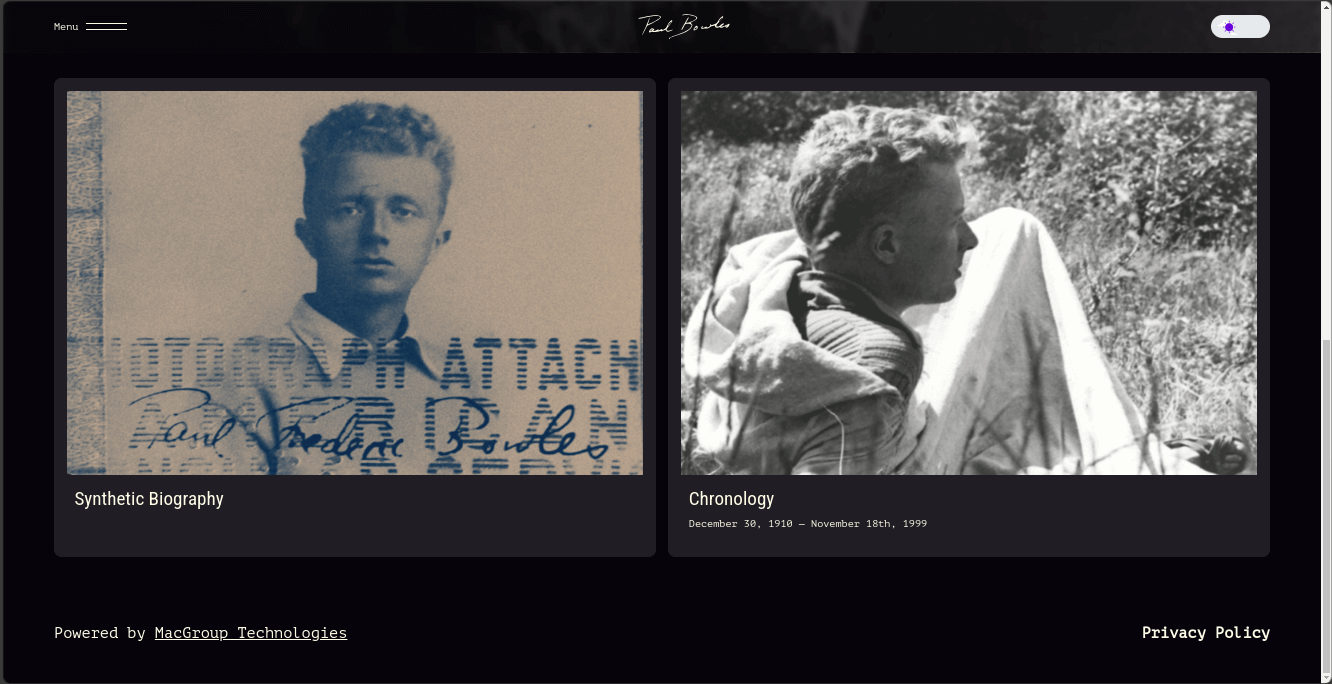 Menu
Paul Bowles
PHOTOGRAPH ATTACH
Paul Frederic Bowles
Synthetic Biography
Chronology
December 30, 1910 — November 18th, 1999
Powered by MacGroup Technologies
Privacy Policy